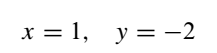 x = 1, y = −2